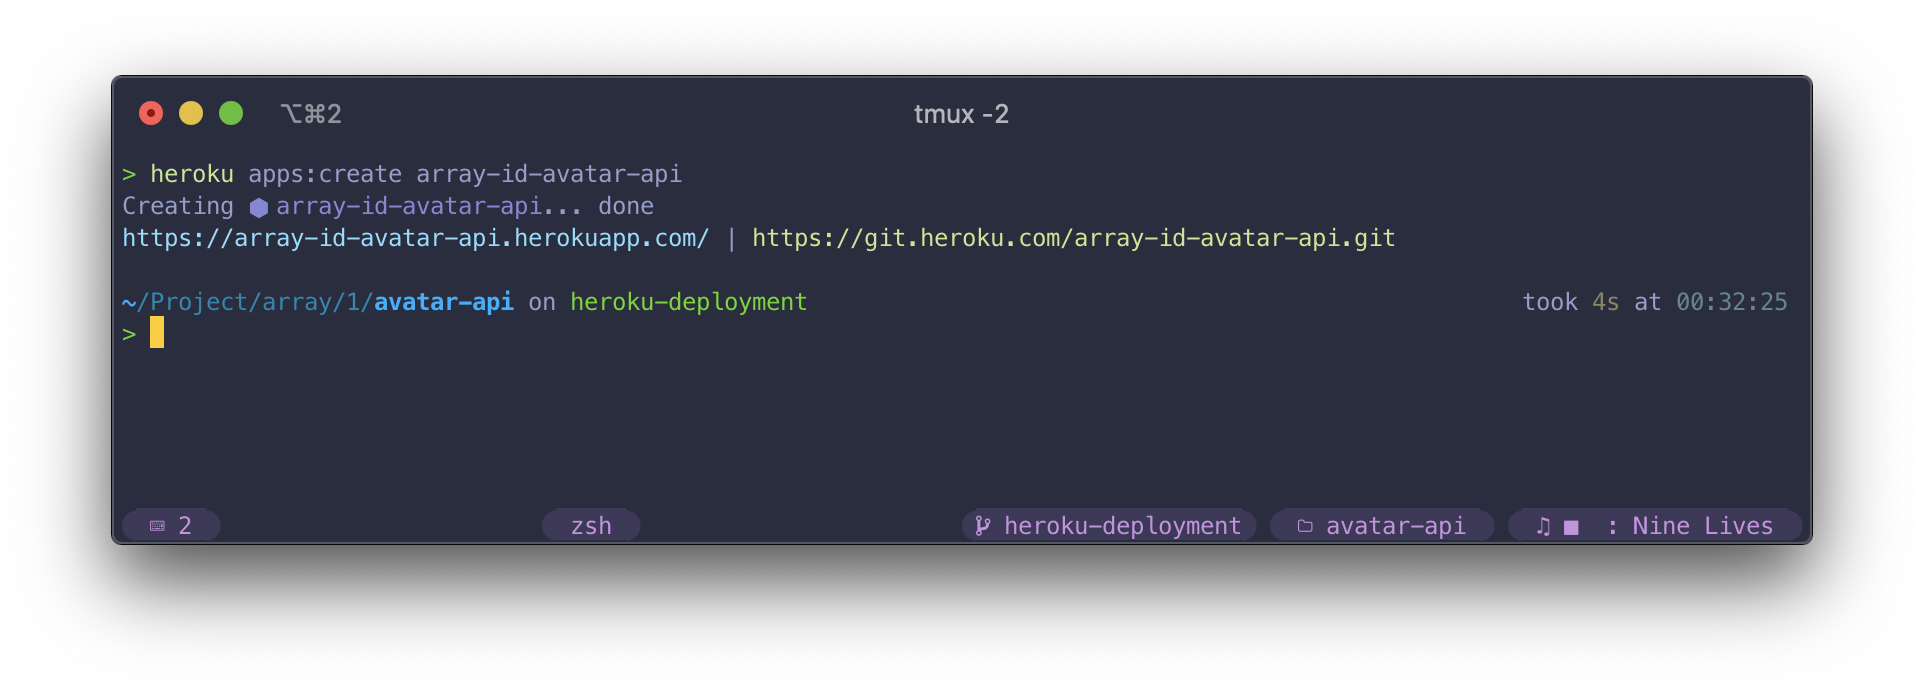 ⌥⌘2 tmux -2
> heroku apps:create array-id-avatar-api
Creating ⬢ array-id-avatar-api... done
https://array-id-avatar-api.herokuapp.com/ | https://git.heroku.com/array-id-avatar-api.git
~/Project/array/1/avatar-api on heroku-deployment took 4s at 00:32:25
>
2 zsh heroku-deployment avatar-api ♫ ■ : Nine Lives